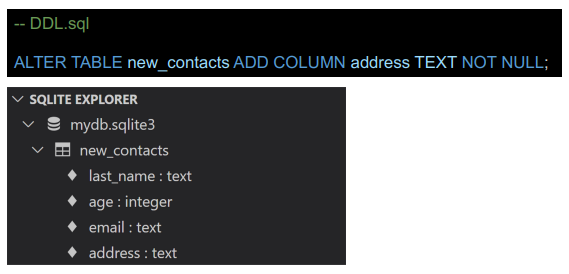 -- DDL.sql
ALTER TABLE new_contacts ADD COLUMN address TEXT NOT NULL;
SQLITE EXPLORER
mydb.sqlite3
new_contacts
last_name : text
age : integer
email : text
address : text